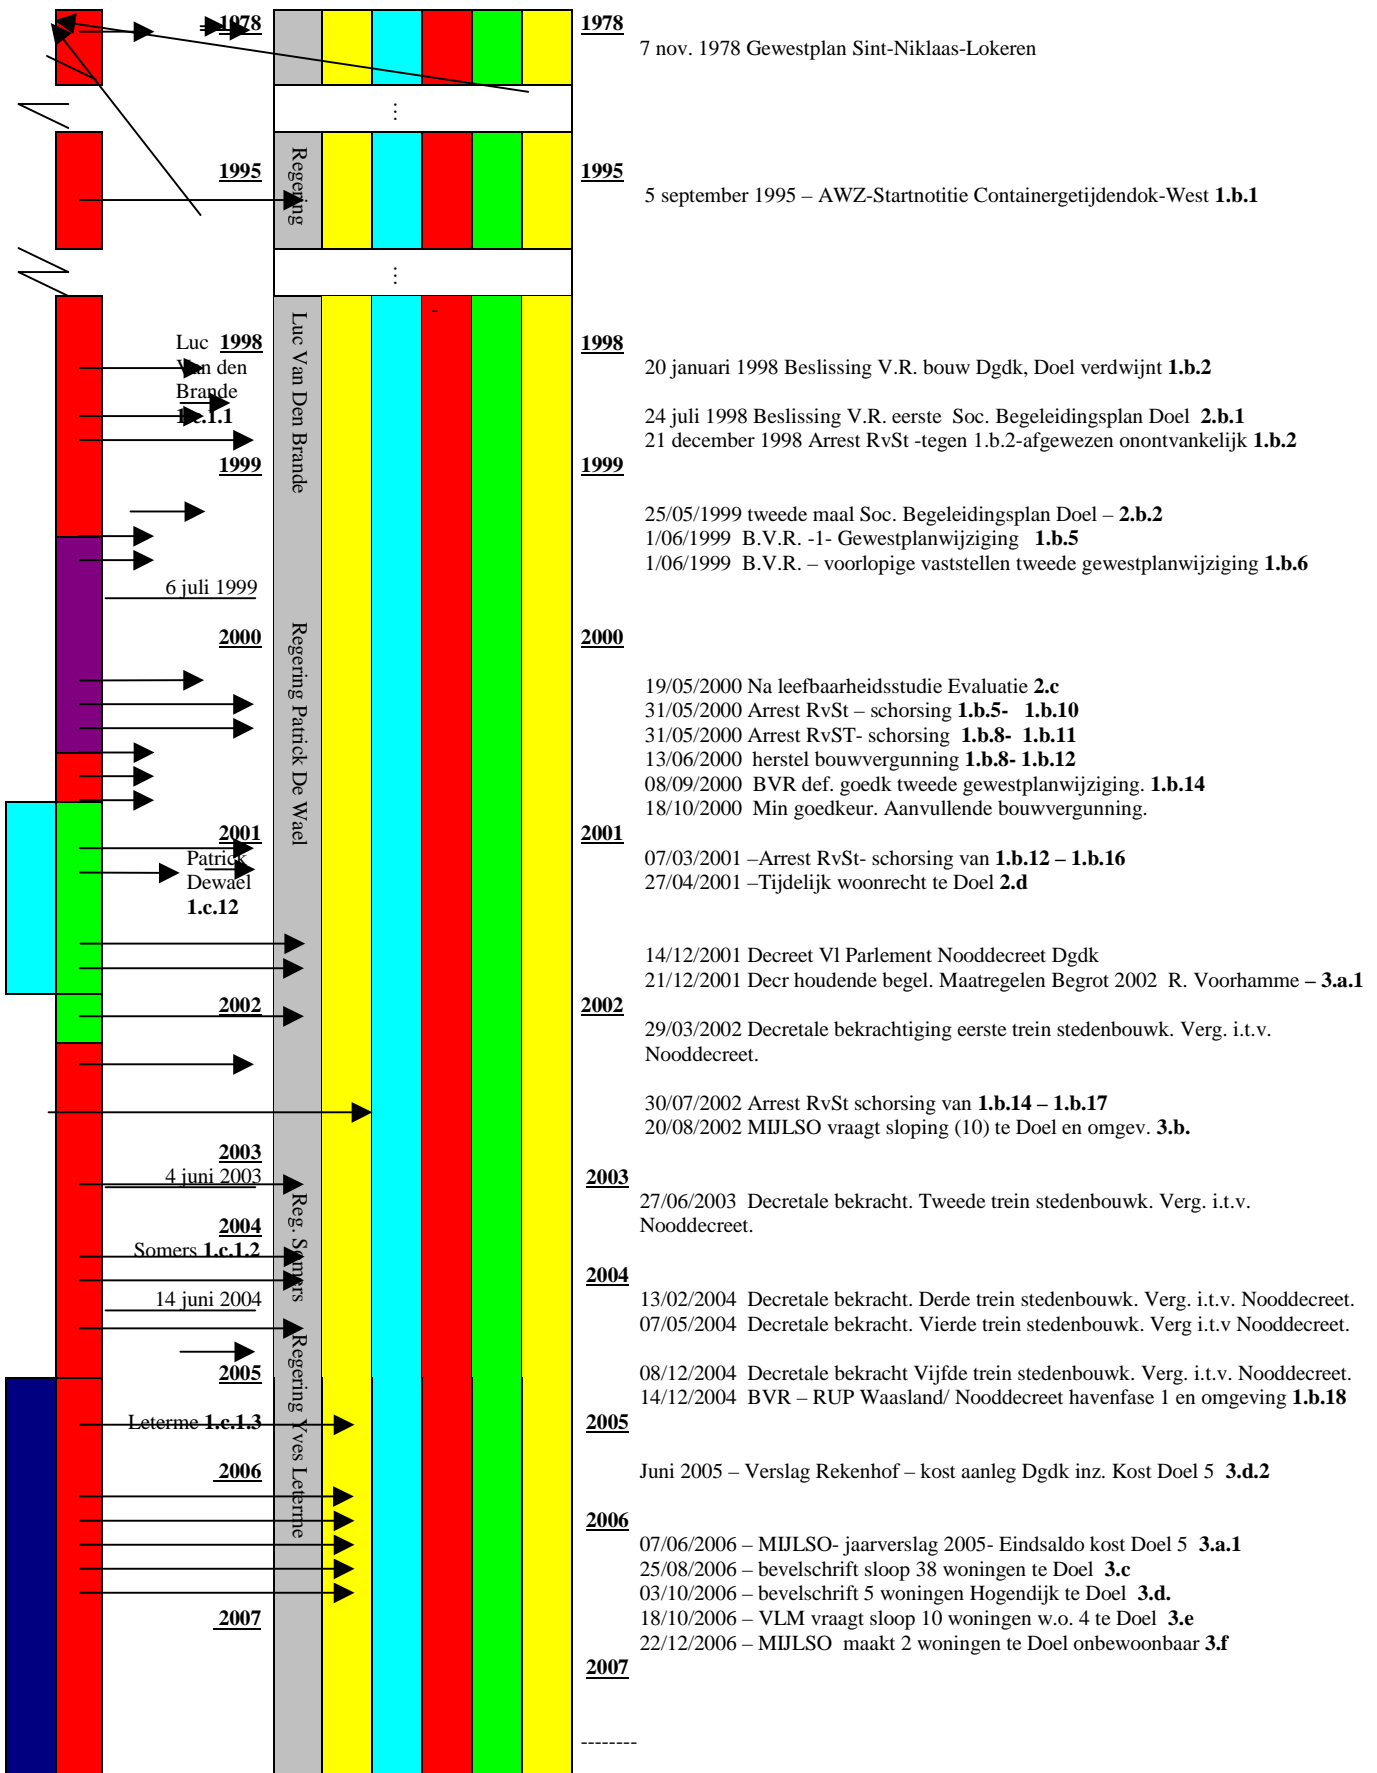 1978
1978
7 nov. 1978 Gewestplan Sint-Niklaas-Lokeren
...
1995
Regering
1995
5 september 1995 – AWZ-Startnotitie Containergetijdendok-West 1.b.1
...
-
Luc 1998
Van den
Brande
1.c.1.1
Luc Van Den Brande
1998
20 januari 1998 Beslissing V.R. bouw Dgdk, Doel verdwijnt 1.b.2
24 juli 1998 Beslissing V.R. eerste Soc. Begeleidingsplan Doel 2.b.1
21 december 1998 Arrest RvSt -tegen 1.b.2-afgewezen onontvankelijk 1.b.2
1999
1999
25/05/1999 tweede maal Soc. Begeleidingsplan Doel – 2.b.2
1/06/1999 B.V.R. -1- Gewestplanwijziging 1.b.5
1/06/1999 B.V.R. – voorlopige vaststellen tweede gewestplanwijziging 1.b.6
6 juli 1999
2000
Regering Patrick De Wael
2000
19/05/2000 Na leefbaarheidsstudie Evaluatie 2.c
31/05/2000 Arrest RvSt – schorsing 1.b.5- 1.b.10
31/05/2000 Arrest RvST- schorsing 1.b.8- 1.b.11
13/06/2000 herstel bouwvergunning 1.b.8- 1.b.12
08/09/2000 BVR def. goedk tweede gewestplanwijziging. 1.b.14
18/10/2000 Min goedkeur. Aanvullende bouwvergunning.
2001
2001
Patrick
Dewael
1.c.12
07/03/2001 –Arrest RvSt- schorsing van 1.b.12 – 1.b.16
27/04/2001 –Tijdelijk woonrecht te Doel 2.d
14/12/2001 Decreet Vl Parlement Nooddecreet Dgdk
21/12/2001 Decr houdende begel. Maatregelen Begrot 2002 R. Voorhamme – 3.a.1
2002
2002
29/03/2002 Decretale bekrachtiging eerste trein stedenbouwk. Verg. i.t.v.
Nooddecreet.
30/07/2002 Arrest RvSt schorsing van 1.b.14 – 1.b.17
20/08/2002 MIJLSO vraagt sloping (10) te Doel en omgev. 3.b.
2003
4 juni 2003
2003
27/06/2003 Decretale bekracht. Tweede trein stedenbouwk. Verg. i.t.v.
Nooddecreet.
2004
Somers 1.c.1.2
Reg. Somers
2004
14 juni 2004
13/02/2004 Decretale bekracht. Derde trein stedenbouwk. Verg. i.t.v. Nooddecreet.
07/05/2004 Decretale bekracht. Vierde trein stedenbouwk. Verg i.t.v Nooddecreet.
2005
Regering Yves Leterme
08/12/2004 Decretale bekracht Vijfde trein stedenbouwk. Verg. i.t.v. Nooddecreet.
14/12/2004 BVR – RUP Waasland/ Nooddecreet havenfase 1 en omgeving 1.b.18
Leterme 1.c.1.3
2005
2006
Juni 2005 – Verslag Rekenhof – kost aanleg Dgdk inz. Kost Doel 5 3.d.2
2006
07/06/2006 – MIJLSO- jaarverslag 2005- Eindsaldo kost Doel 5 3.a.1
25/08/2006 – bevelschrift sloop 38 woningen te Doel 3.c
03/10/2006 – bevelschrift 5 woningen Hogendijk te Doel 3.d.
18/10/2006 – VLM vraagt sloop 10 woningen w.o. 4 te Doel 3.e
22/12/2006 – MIJLSO maakt 2 woningen te Doel onbewoonbaar 3.f
2007
2007
--------